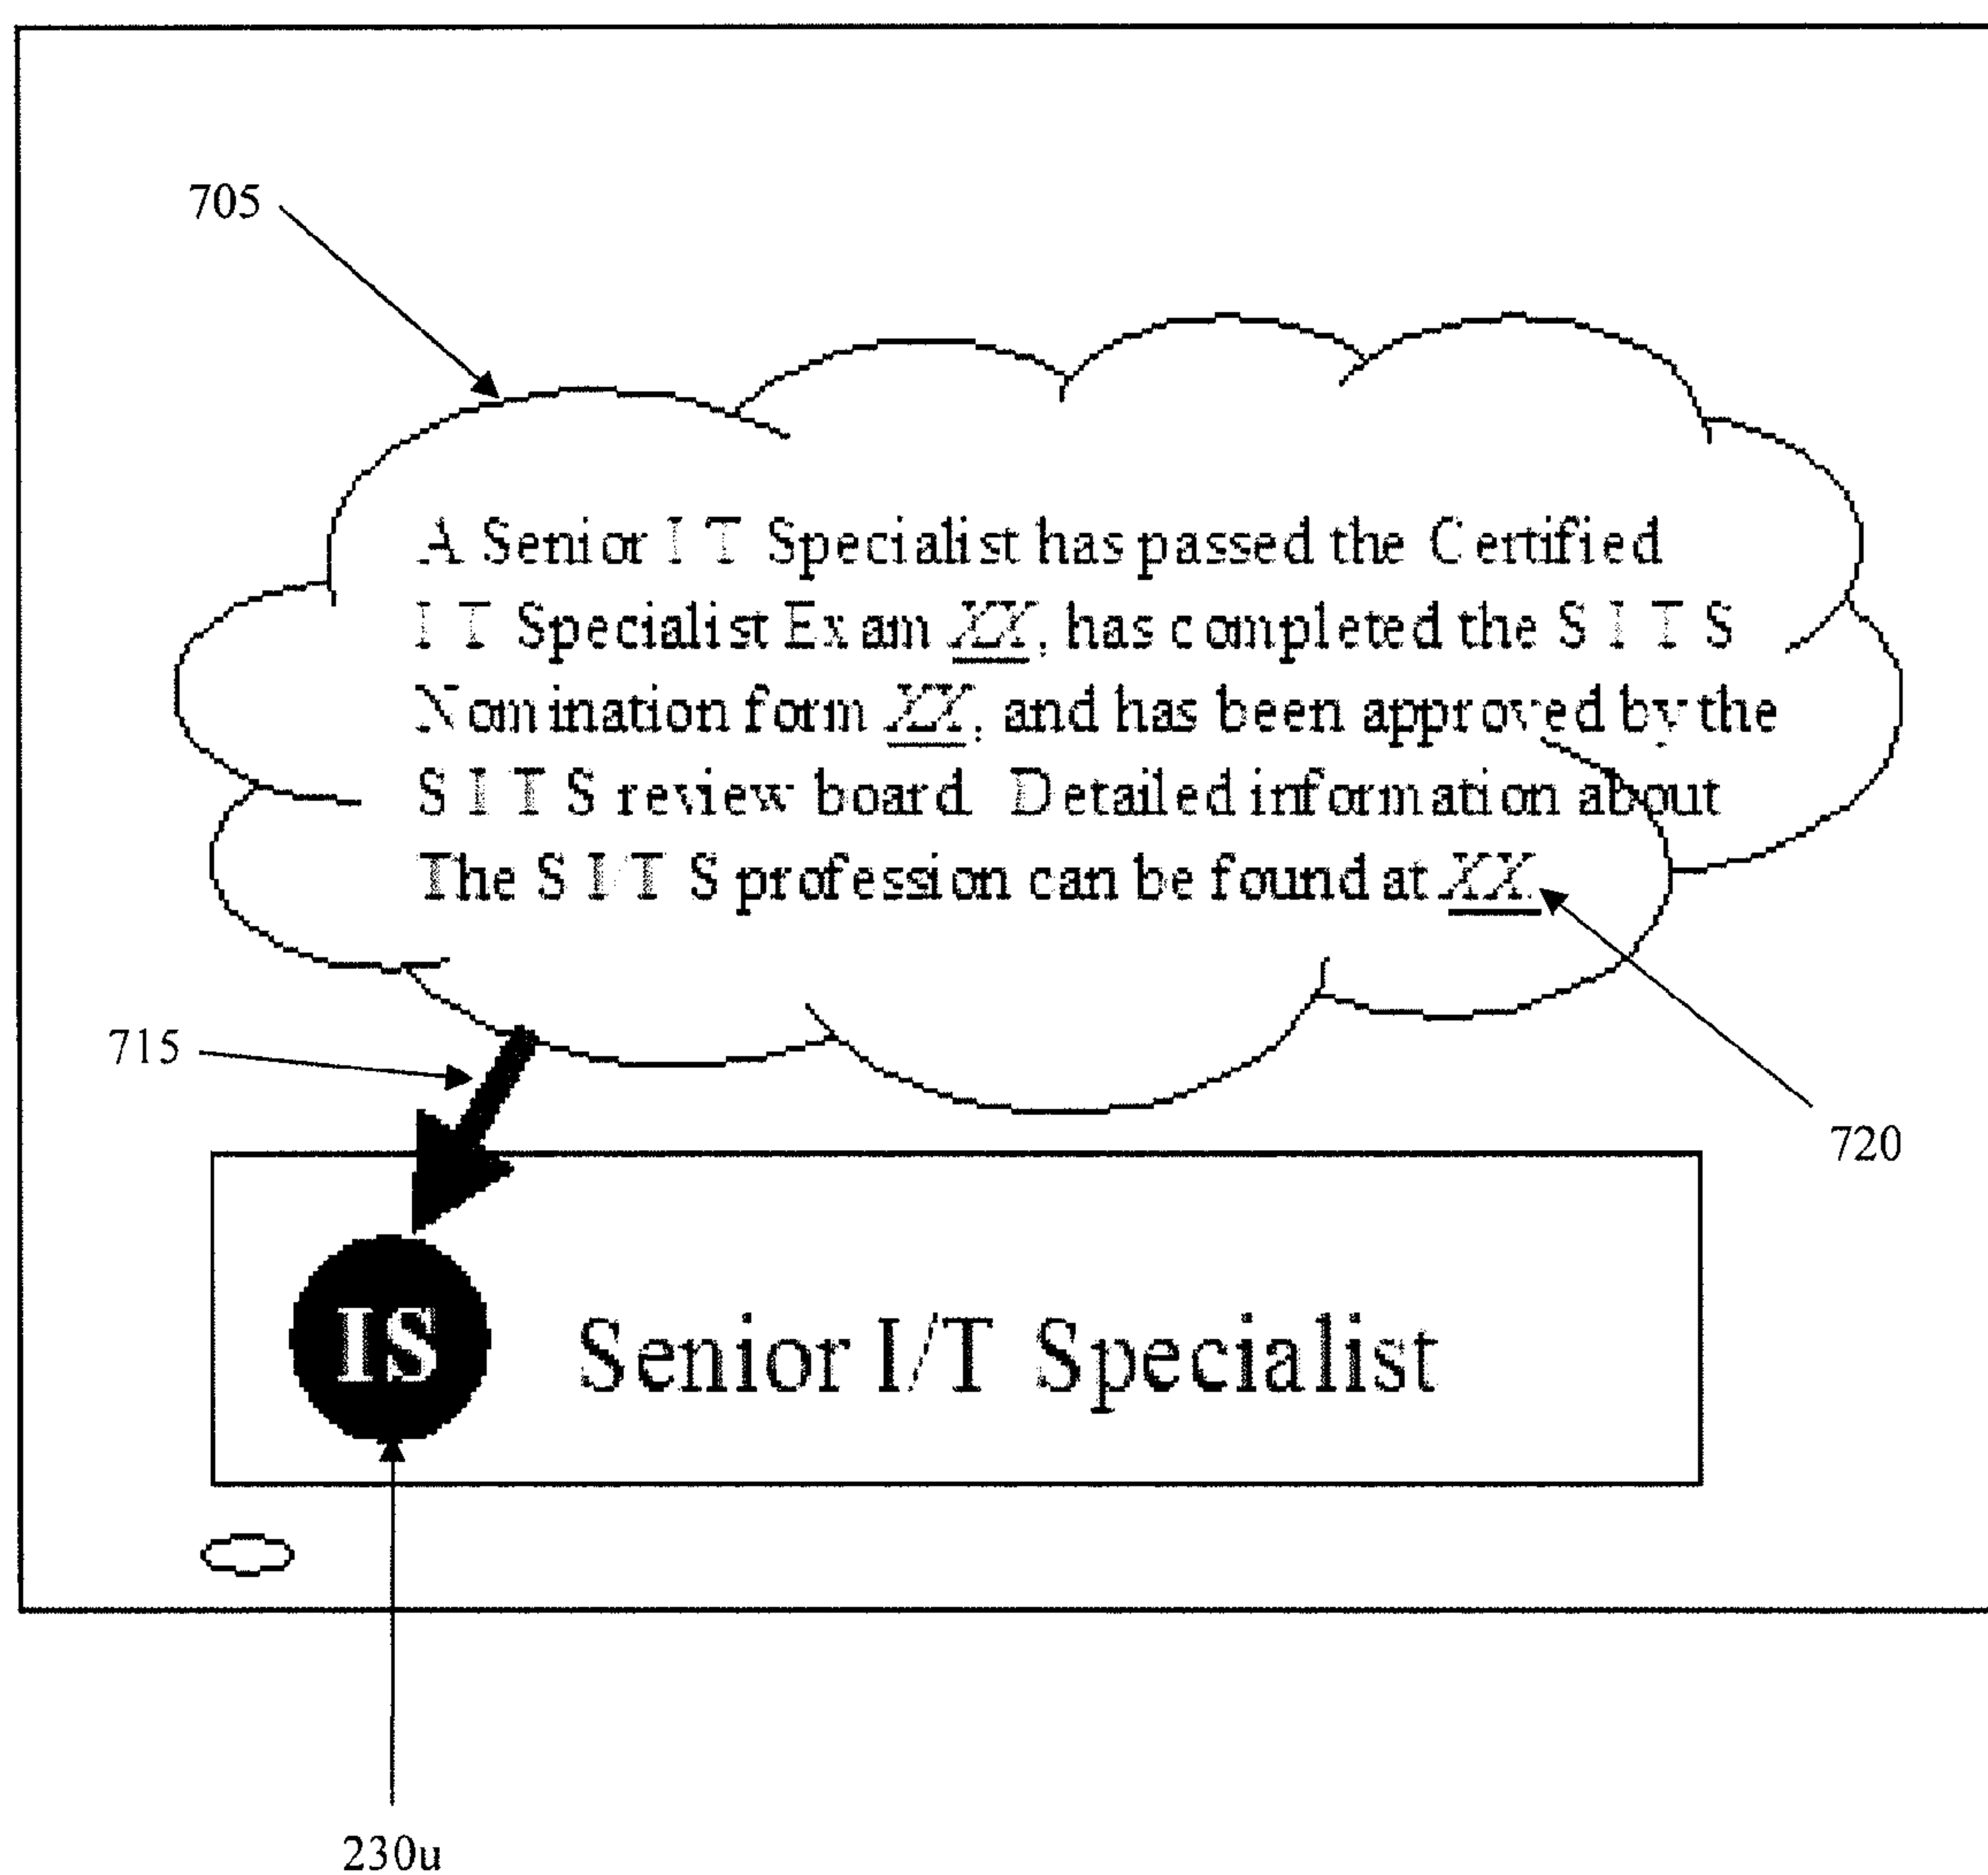 705
A Senior I T Specialist has passed the Certified
I T Specialist Exam XX, has completed the S I T S
Nomination form XX, and has been approved by the
S I T S review board. Detailed information about
The S I/T S profession can be found at XX.
715
720
IS Senior I/T Specialist
230u